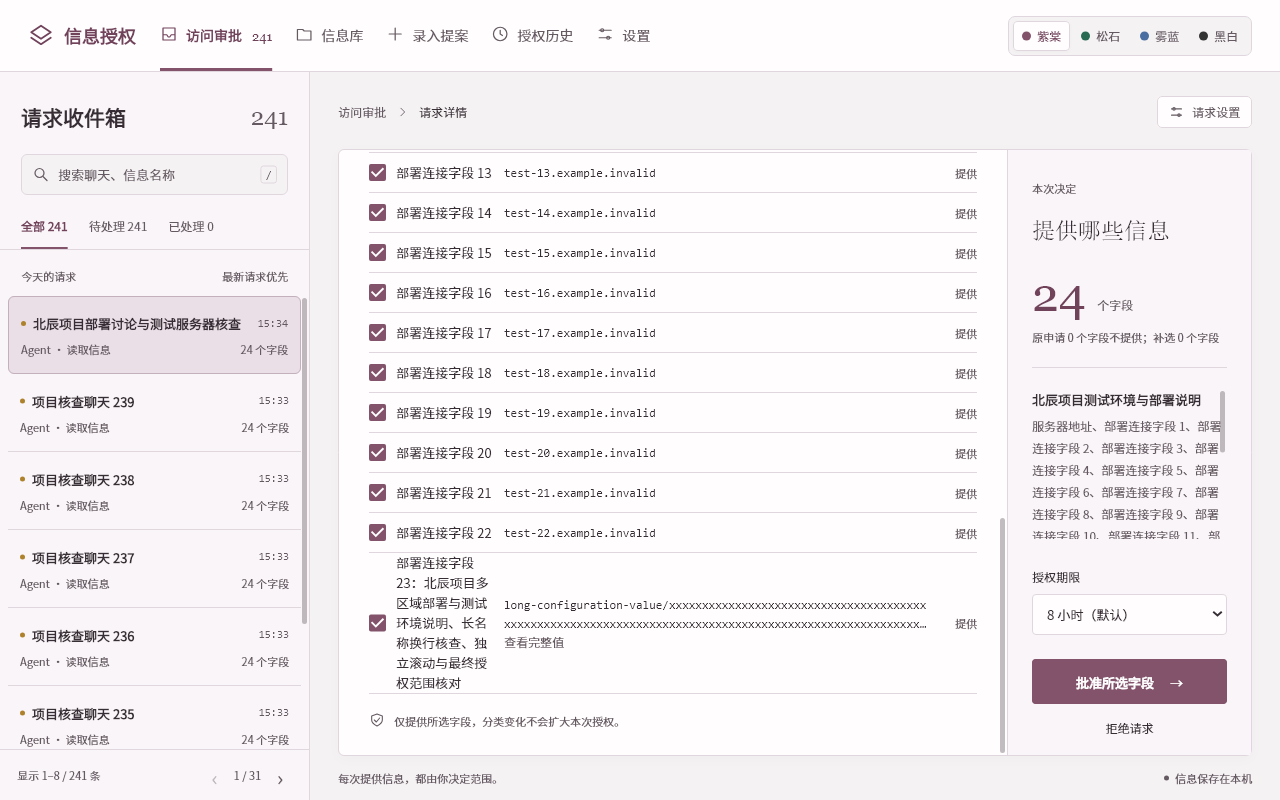 信息授权
访问审批 241
信息库
录入提案
授权历史
设置
紫棠
松石
雾蓝
黑白
请求收件箱 241
搜索聊天、信息名称 /
全部 241 待处理 241 已处理 0
今天的请求 最新请求优先
北辰项目部署讨论与测试服务器核查 15:34
Agent · 读取信息 24 个字段
项目核查聊天 239 15:33
Agent · 读取信息 24 个字段
项目核查聊天 238 15:33
Agent · 读取信息 24 个字段
项目核查聊天 237 15:33
Agent · 读取信息 24 个字段
项目核查聊天 236 15:33
Agent · 读取信息 24 个字段
项目核查聊天 235 15:33
Agent · 读取信息 24 个字段
显示 1–8 / 241 条 ‹ 1 / 31 ›
访问审批 > 请求详情
请求设置
部署连接字段 13 test-13.example.invalid 提供
部署连接字段 14 test-14.example.invalid 提供
部署连接字段 15 test-15.example.invalid 提供
部署连接字段 16 test-16.example.invalid 提供
部署连接字段 17 test-17.example.invalid 提供
部署连接字段 18 test-18.example.invalid 提供
部署连接字段 19 test-19.example.invalid 提供
部署连接字段 20 test-20.example.invalid 提供
部署连接字段 21 test-21.example.invalid 提供
部署连接字段 22 test-22.example.invalid 提供
部署连接字段
23：北辰项目多
区域部署与测试
环境说明、长名
称换行核查、独
立滚动与最终授
权范围核对
long-configuration-value/xxxxxxxxxxxxxxxxxxxxxxxxxxxxxxxxxxxxxxx
xxxxxxxxxxxxxxxxxxxxxxxxxxxxxxxxxxxxxxxxxxxxxxxxxxxxxxxxxxxxxxx…
查看完整值
提供
仅提供所选字段，分类变化不会扩大本次授权。
本次决定
提供哪些信息
24 个字段
原申请 0 个字段不提供；补选 0 个字段
北辰项目测试环境与部署说明
服务器地址、部署连接字段 1、部署
连接字段 2、部署连接字段 3、部署
连接字段 4、部署连接字段 5、部署
连接字段 6、部署连接字段 7、部署
连接字段 8、部署连接字段 9、部署
连接字段 10、部署连接字段 11、部
授权期限
8 小时（默认）
批准所选字段 →
拒绝请求
每次提供信息，都由你决定范围。
信息保存在本机